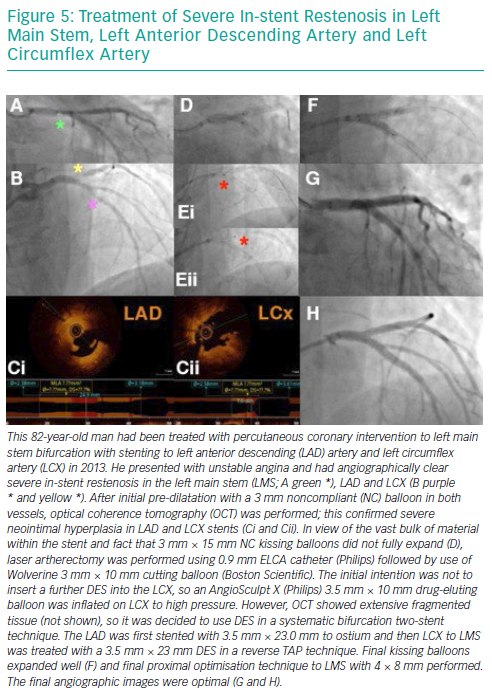 Figure 5: Treatment of Severe In-stent Restenosis in Left
Main Stem, Left Anterior Descending Artery and Left
Circumflex Artery
A
*
D
F
B
*
*
Ei
*
G
Eii
*
LAD
LCx
H
Ci
Cii
This 82-year-old man had been treated with percutaneous coronary intervention to left main
stem bifurcation with stenting to left anterior descending (LAD) artery and left circumflex
artery (LCX) in 2013. He presented with unstable angina and had angiographically clear
severe in-stent restenosis in the left main stem (LMS; A green *), LAD and LCX (B purple
* and yellow *). After initial pre-dilatation with a 3 mm noncompliant (NC) balloon in both
vessels, optical coherence tomography (OCT) was performed; this confirmed severe
neointimal hyperplasia in LAD and LCX stents (Ci and Cii). In view of the vast bulk of material
within the stent and fact that 3 mm × 15 mm NC kissing balloons did not fully expand (D),
laser artherectomy was performed using 0.9 mm ELCA catheter (Philips) followed by use of
Wolverine 3 mm × 10 mm cutting balloon (Boston Scientific). The initial intention was not to
insert a further DES into the LCX, so an AngioSculpt X (Philips) 3.5 mm × 10 mm drug-eluting
balloon was inflated on LCX to high pressure. However, OCT showed extensive fragmented
tissue (not shown), so it was decided to use DES in a systematic bifurcation two-stent
technique. The LAD was first stented with 3.5 mm × 23.0 mm to ostium and then LCX to LMS
was treated with a 3.5 mm × 23 mm DES in a reverse TAP technique. Final kissing balloons
expanded well (F) and final proximal optimisation technique to LMS with 4 × 8 mm performed.
The final angiographic images were optimal (G and H).